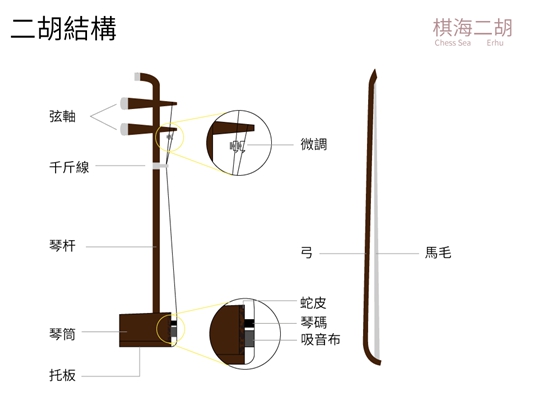 二胡結構
棋海二胡
Chess Sea Erhu
弦軸
微調
千斤線
琴杆
弓
馬毛
蛇皮
琴碼
吸音布
琴筒
托板